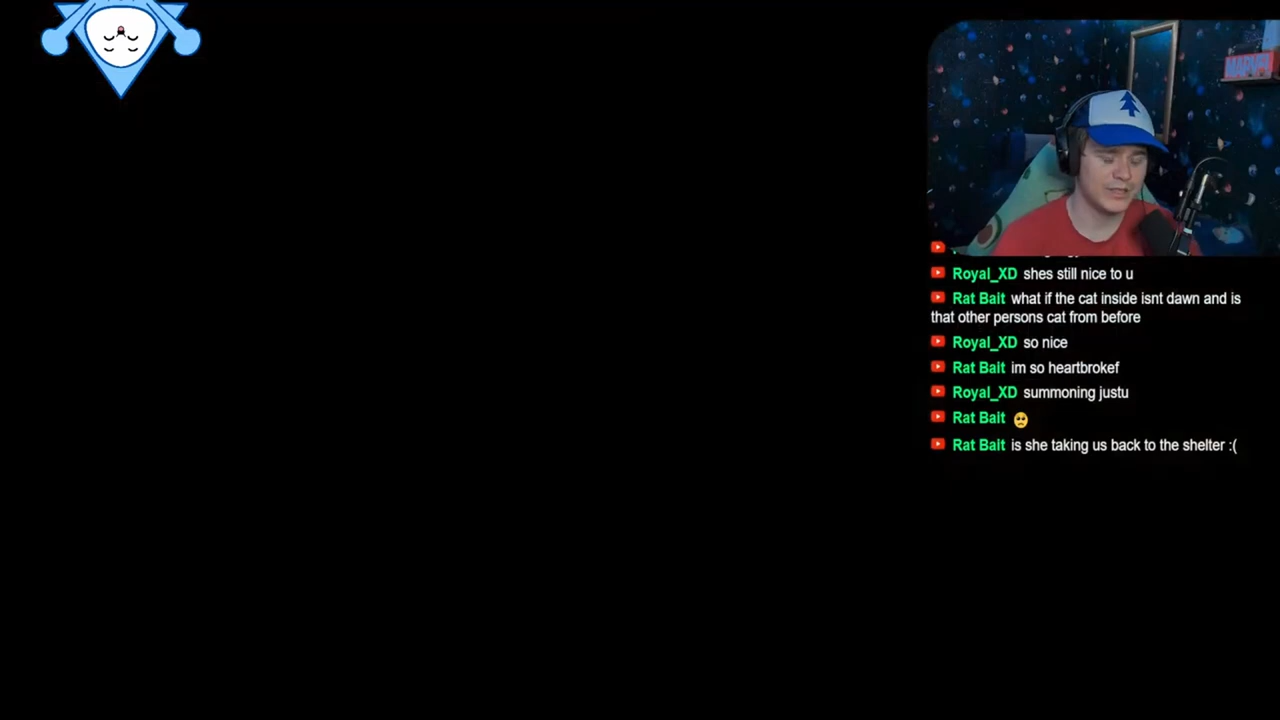 Royal_XD shes still nice to u
Rat Bait what if the cat inside isnt dawn and is
that other persons cat from before
Royal_XD so nice
Rat Bait im so heartbrokef
Royal_XD summoning justu
Rat Bait 🥺
Rat Bait is she taking us back to the shelter :(